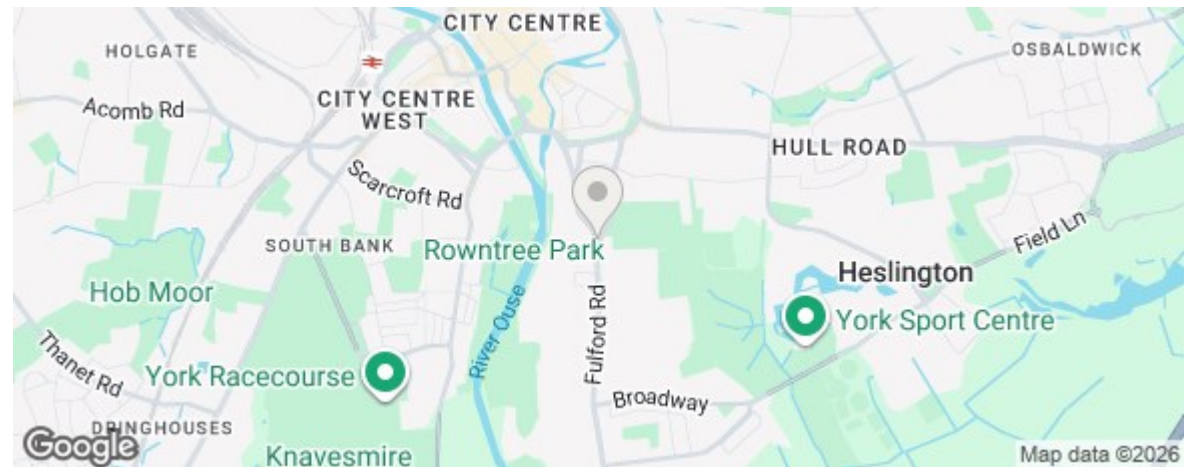 CITY CENTRE
HOLGATE
OSBALDWICK
CITY CENTRE
WEST
Acomb Rd
HULL ROAD
Scarcroft Rd
SOUTH BANK
Rowntree Park
Field Ln
Heslington
Hob Moor
River Ouse
Fulford Rd
York Sport Centre
Thanet Rd
York Racecourse
Broadway
DRINGHOUSES
Google
Knavesmire
Map data ©2026